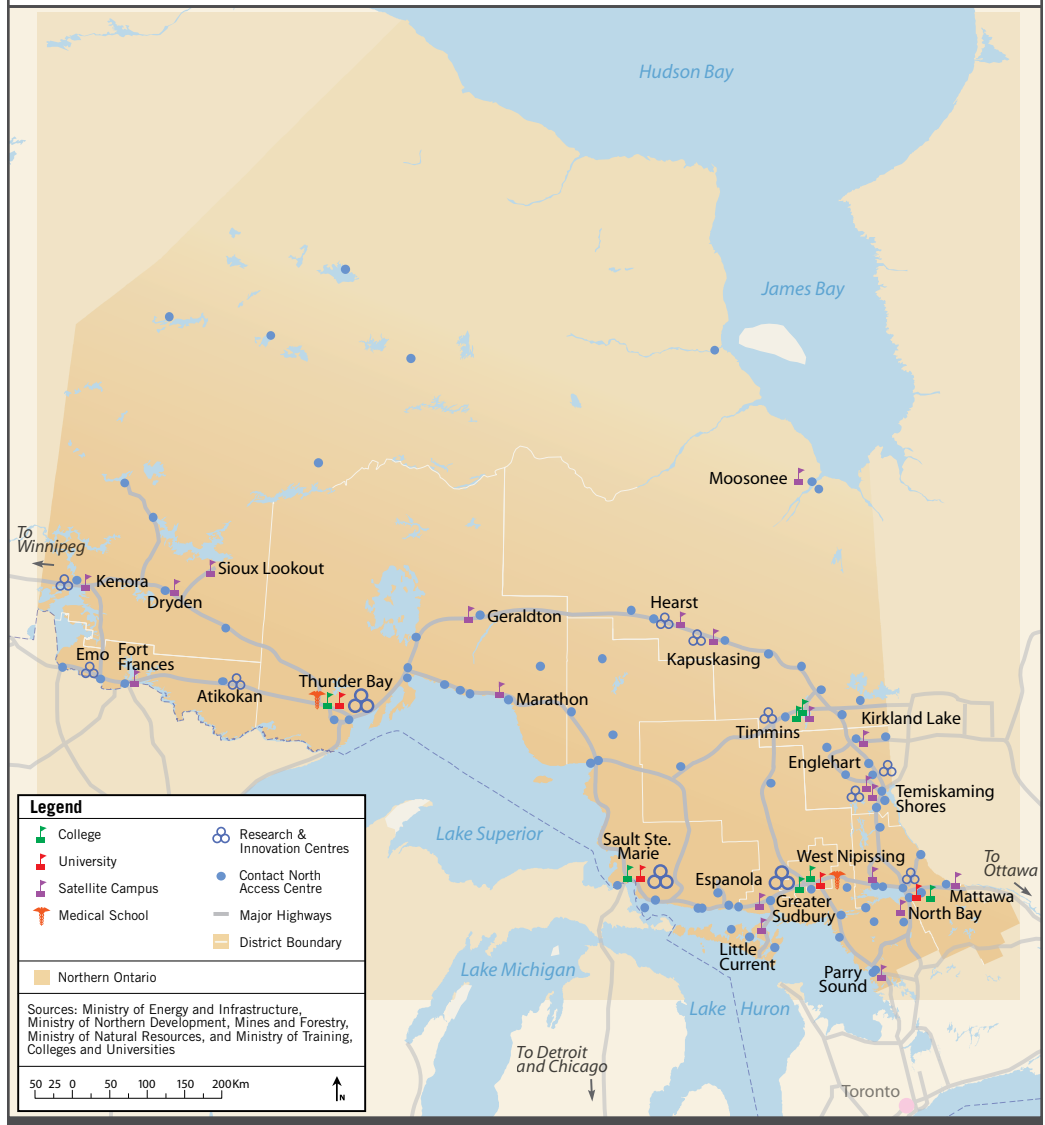 Hudson Bay
James Bay
Moosonee
To
Winnipeg
Kenora
Sioux Lookout
Dryden
Geraldton
Hearst
Kapuskasing
Emo
Fort
Frances
Atikokan
Thunder Bay
Marathon
Timmins
Kirkland Lake
Englehart
Temiskaming
Shores
Lake Superior
Sault Ste.
Marie
Espanola
West Nipissing
Greater
Sudbury
To
Ottawa
Mattawa
North Bay
Little
Current
Parry
Sound
Lake Michigan
Lake Huron
To Detroit
and Chicago
Toronto
Legend
College
University
Satellite Campus
Medical School
Research &
Innovation Centres
Contact North
Access Centre
Major Highways
District Boundary
Northern Ontario
Sources: Ministry of Energy and Infrastructure,
Ministry of Northern Development, Mines and Forestry,
Ministry of Natural Resources, and Ministry of Training,
Colleges and Universities
50 25 0 50 100 150 200Km
N